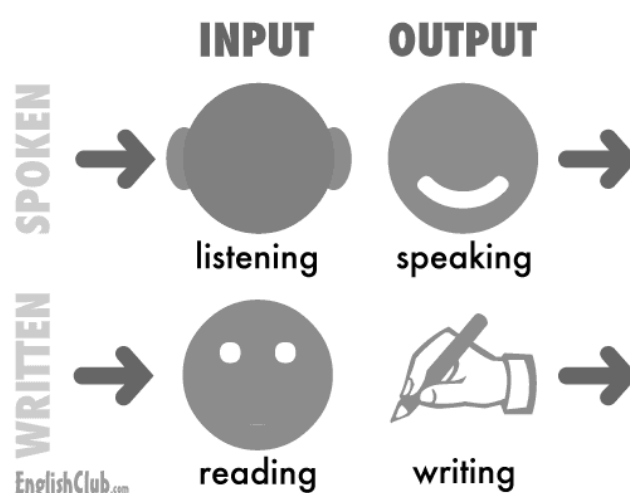 INPUT OUTPUT
SPOKEN
listening speaking
WRITTEN
reading writing
EnglishClub.com